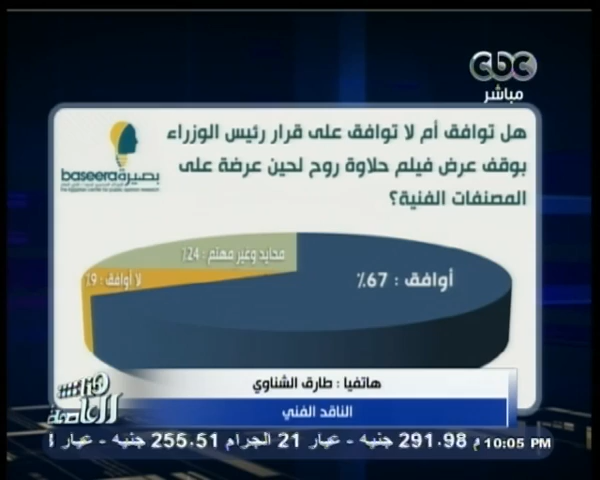 cbc
مباشر
هل توافق أم لا توافق على قرار رئيس الوزراء
بوقف عرض فيلم حلاوة روح لحين عرضة على
المصنفات الفنية؟
baseera بصيرة
محايد وغير مهتم : 24٪
لا أوافق : 9٪
أوافق : 67٪
هاتفيا : طارق الشناوي
الناقد الفني
هنا العاصمة
م 291.98 جنيه - عيار 21 الجرام 255.51 جنيه - عيار 8
10:05 PM